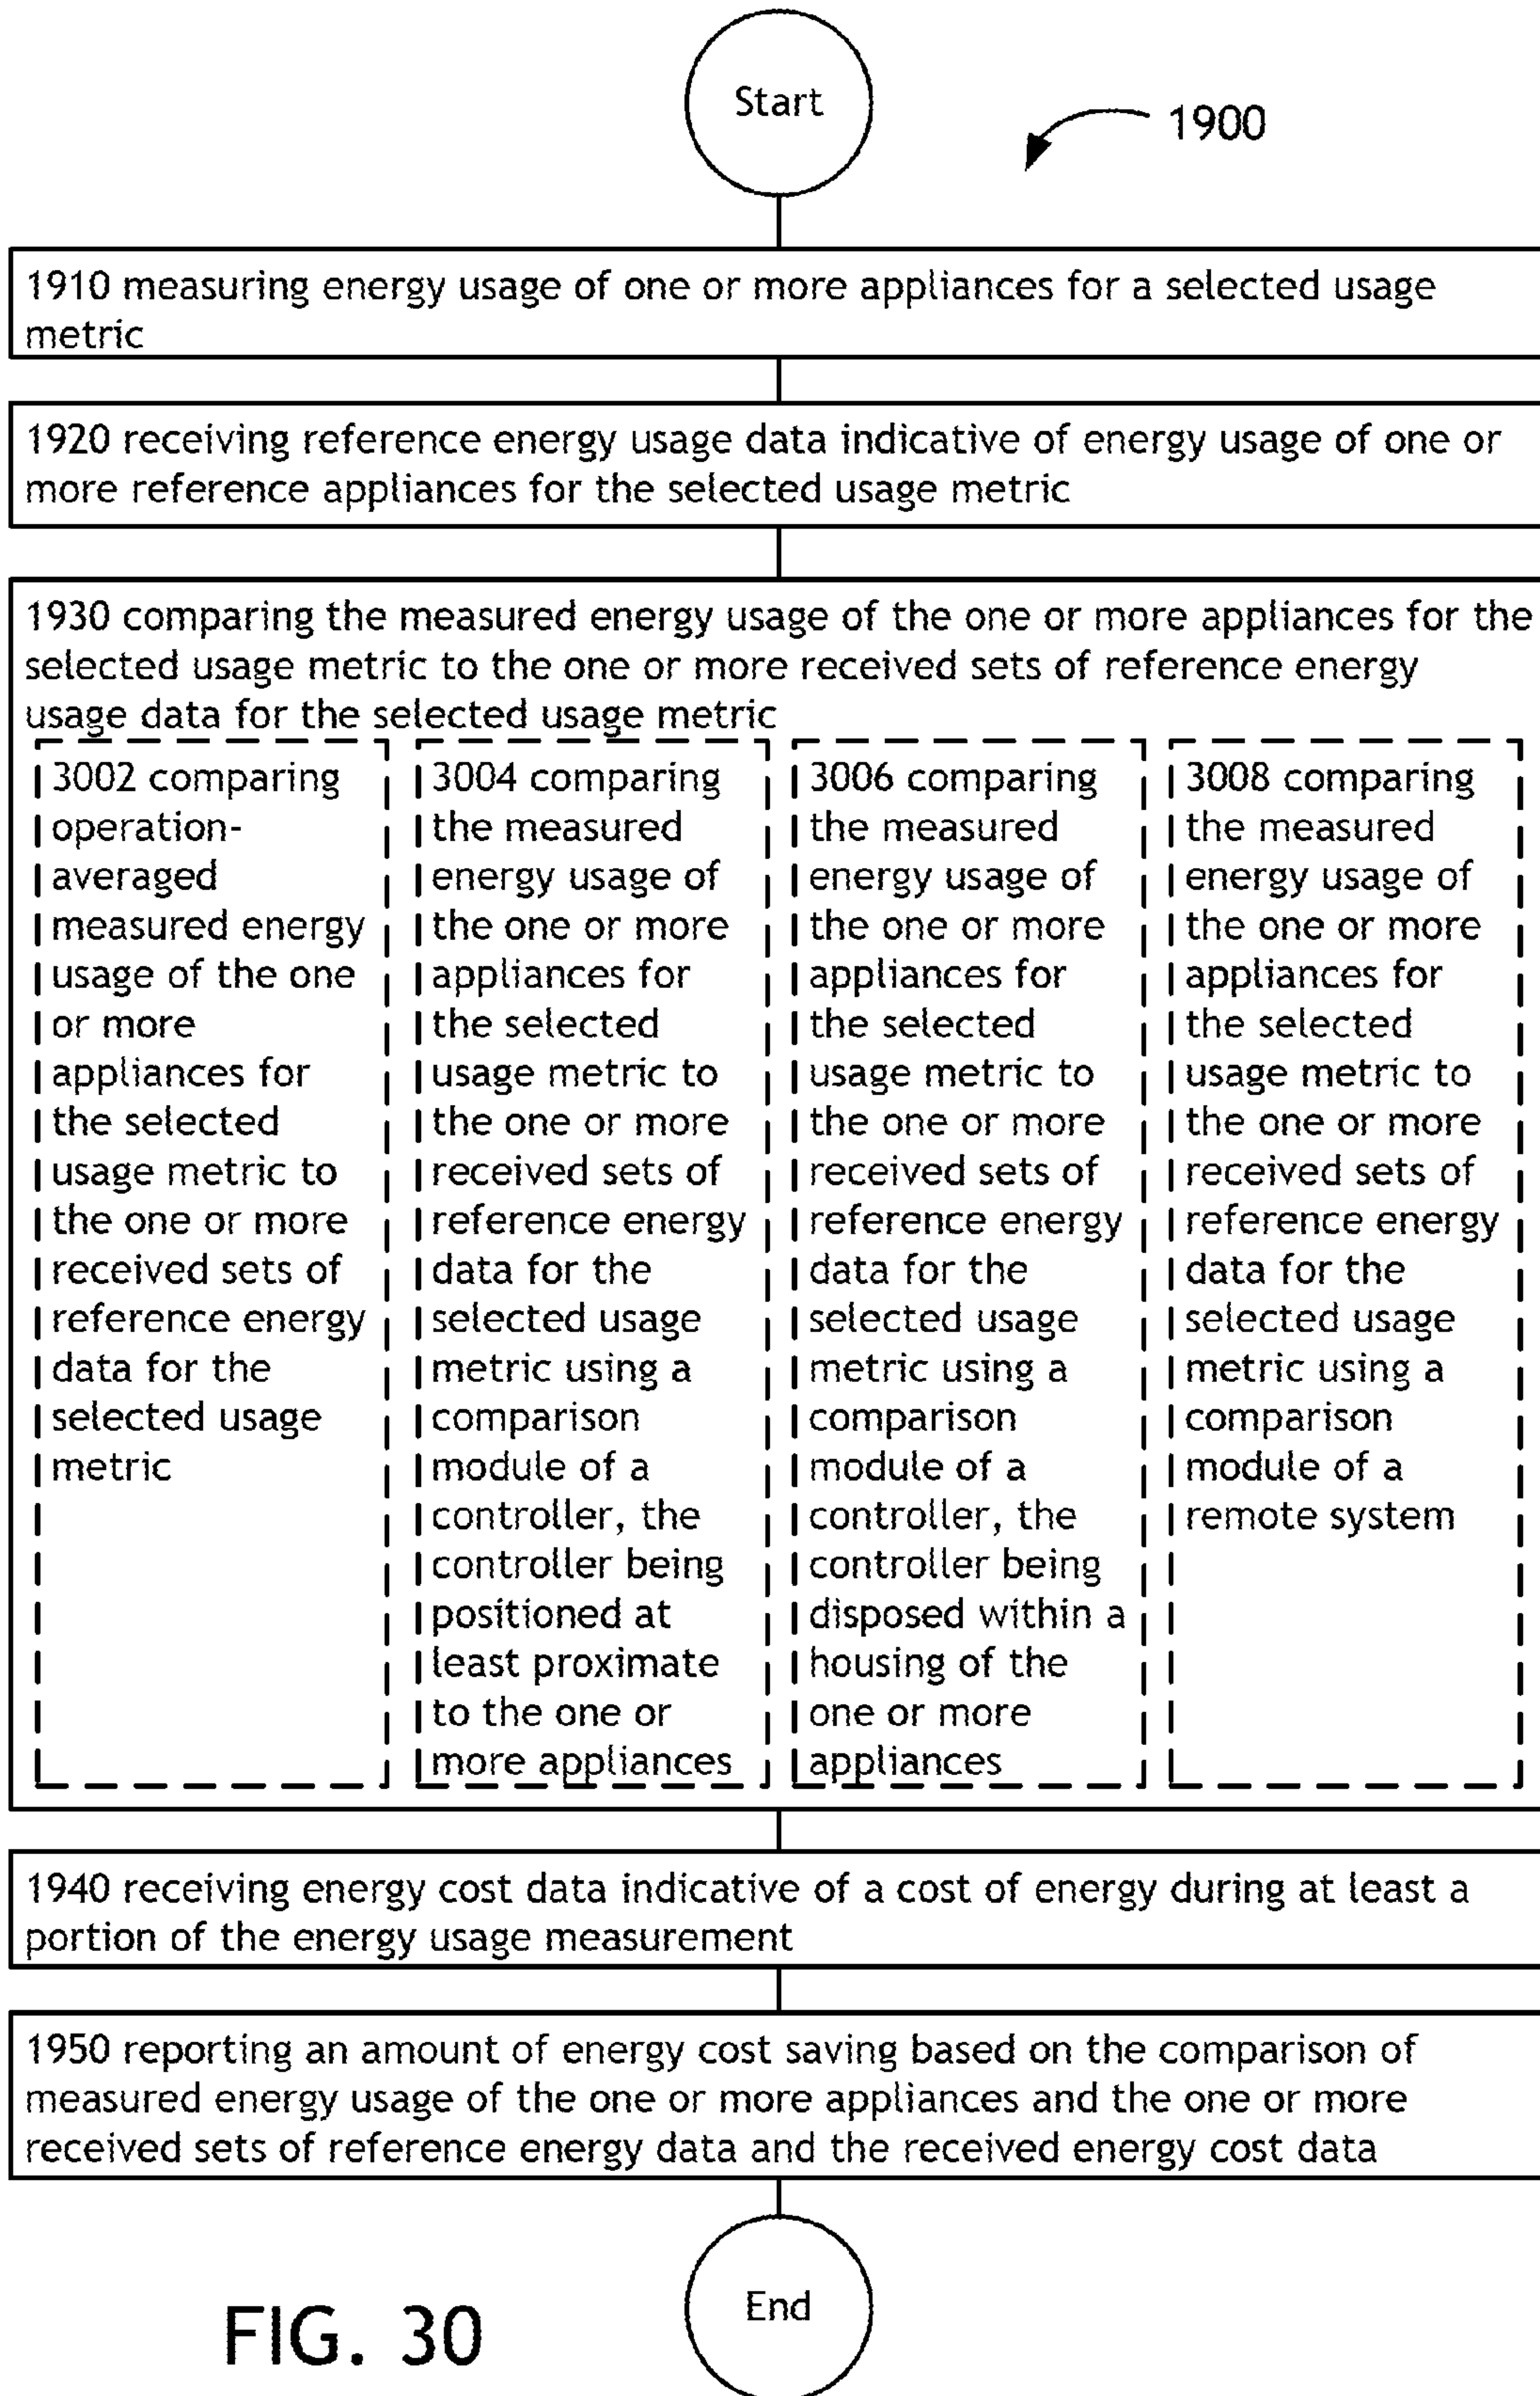 Start
1900
1910 measuring energy usage of one or more appliances for a selected usage
metric
1920 receiving reference energy usage data indicative of energy usage of one or
more reference appliances for the selected usage metric
1930 comparing the measured energy usage of the one or more appliances for the
selected usage metric to the one or more received sets of reference energy
usage data for the selected usage metric
3002 comparing
operation-
averaged
measured energy
usage of the one
or more
appliances for
the selected
usage metric to
the one or more
received sets of
reference energy
data for the
selected usage
metric
3004 comparing
the measured
energy usage of
the one or more
appliances for
the selected
usage metric to
the one or more
received sets of
reference energy
data for the
selected usage
metric using a
comparison
module of a
controller, the
controller being
positioned at
least proximate
to the one or
more appliances
3006 comparing
the measured
energy usage of
the one or more
appliances for
the selected
usage metric to
the one or more
received sets of
reference energy
data for the
selected usage
metric using a
comparison
module of a
controller, the
controller being
disposed within a
housing of the
one or more
appliances
3008 comparing
the measured
energy usage of
the one or more
appliances for
the selected
usage metric to
the one or more
received sets of
reference energy
data for the
selected usage
metric using a
comparison
module of a
remote system
1940 receiving energy cost data indicative of a cost of energy during at least a
portion of the energy usage measurement
1950 reporting an amount of energy cost saving based on the comparison of
measured energy usage of the one or more appliances and the one or more
received sets of reference energy data and the received energy cost data
End
FIG. 30